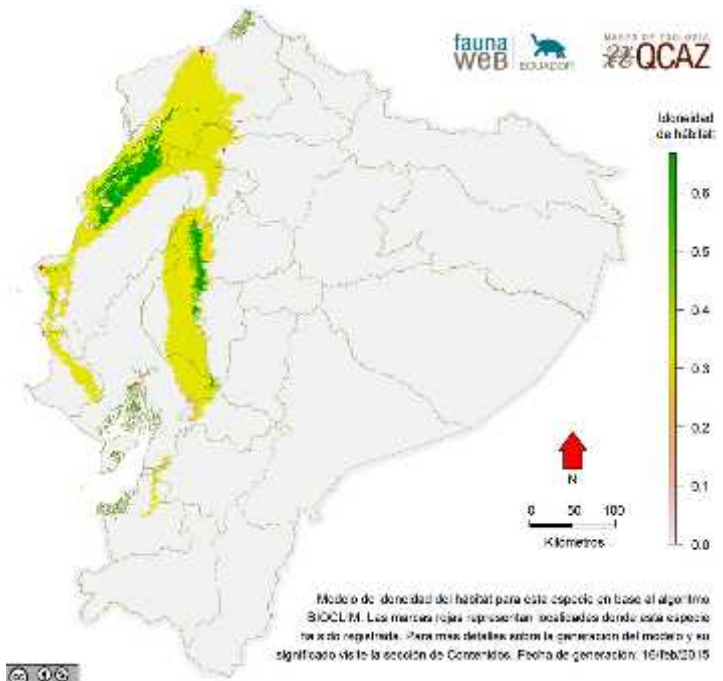 fauna
WEB
ECUADOR
MUSEO DE ZOOLOGÍA
QCAZ
Idoneidad
de hábitat
0.6
0.5
0.4
0.3
0.2
0.1
0.0
N
0 50 100
Kilómetros
Modelo de idoneidad del hábitat para esta especie en base al algoritmo
BIOCLIM. Las marcas rojas representan localidades donde esta especie
ha sido registrada. Para más detalles sobre la generación del modelo y su
significado visite la sección de Contenidos. Fecha de generación: 16/feb/2015
cc